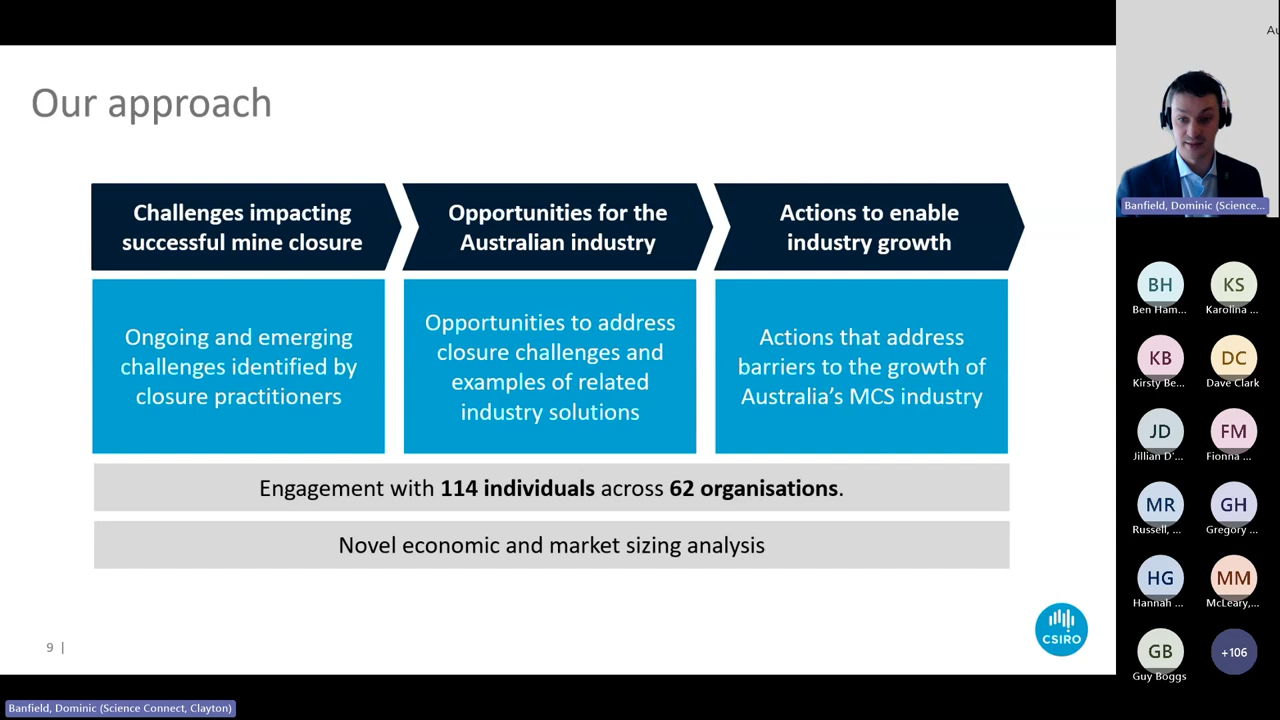 Our approach
Challenges impacting
successful mine closure
Opportunities for the
Australian industry
Actions to enable
industry growth
Ongoing and emerging
challenges identified by
closure practitioners
Opportunities to address
closure challenges and
examples of related
industry solutions
Actions that address
barriers to the growth of
Australia's MCS industry
Engagement with 114 individuals across 62 organisations.
Novel economic and market sizing analysis
9 |
CSIRO
Banfield, Dominic (Science Connect, Clayton)
Au
Banfield, Dominic (Science...
BH
Ben Ham...
KS
Karolina ...
KB
Kirsty Be...
DC
Dave Clark
JD
Jillian D'...
FM
Fionna ...
MR
Russell, ...
GH
Gregory ...
HG
Hannah ...
MM
McLeary,...
GB
Guy Boggs
+106